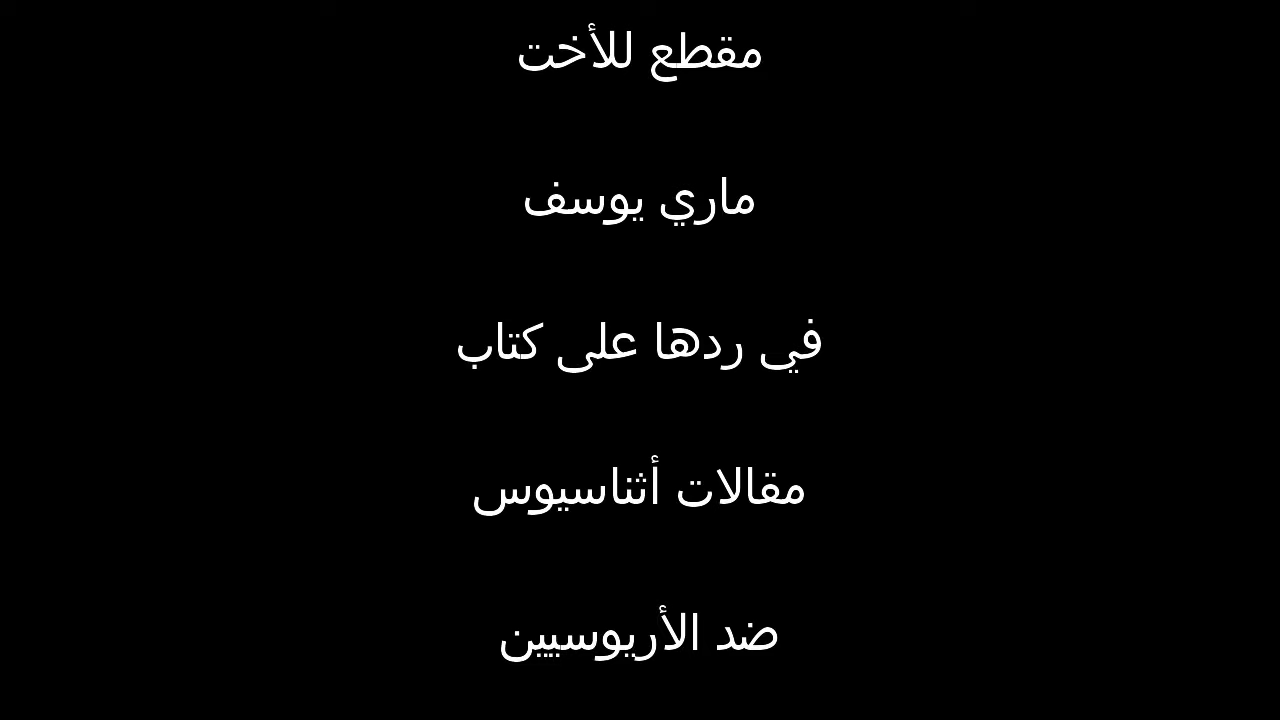 مقطع للأخت
ماري يوسف
في ردها على كتاب
مقالات أثناسيوس
ضد الأريوسيين